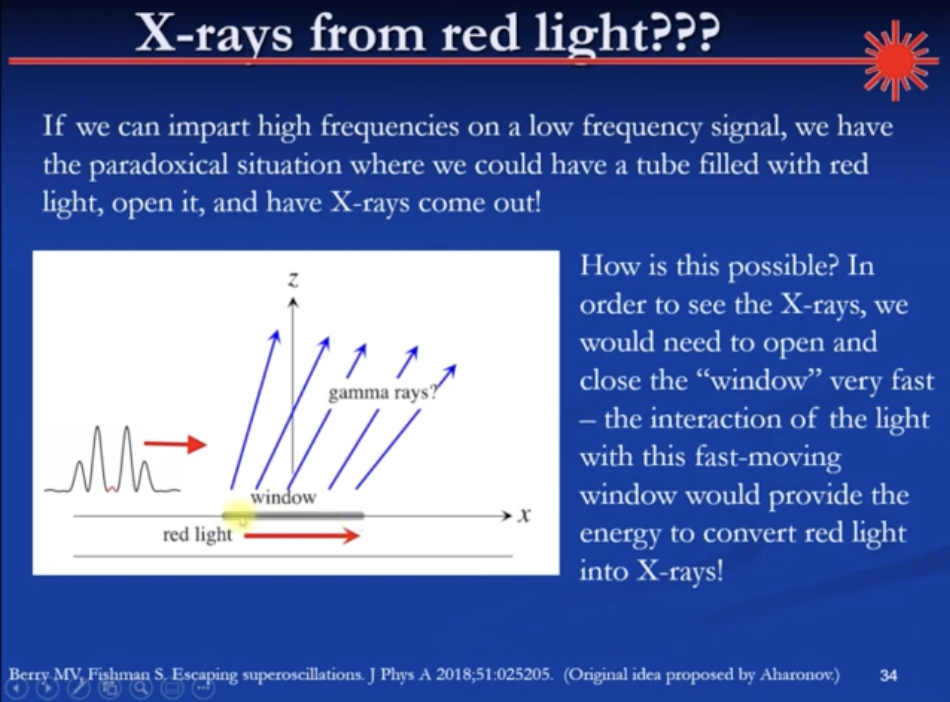 X-rays from red light???
If we can impart high frequencies on a low frequency signal, we have
the paradoxical situation where we could have a tube filled with red
light, open it, and have X-rays come out!
z
gamma rays?
window
x
red light
How is this possible? In
order to see the X-rays, we
would need to open and
close the “window” very fast
– the interaction of the light
with this fast-moving
window would provide the
energy to convert red light
into X-rays!
Berry MV, Fishman S. Escaping superoscillations. J Phys A 2018;51:025205. (Original idea proposed by Aharonov.)
34